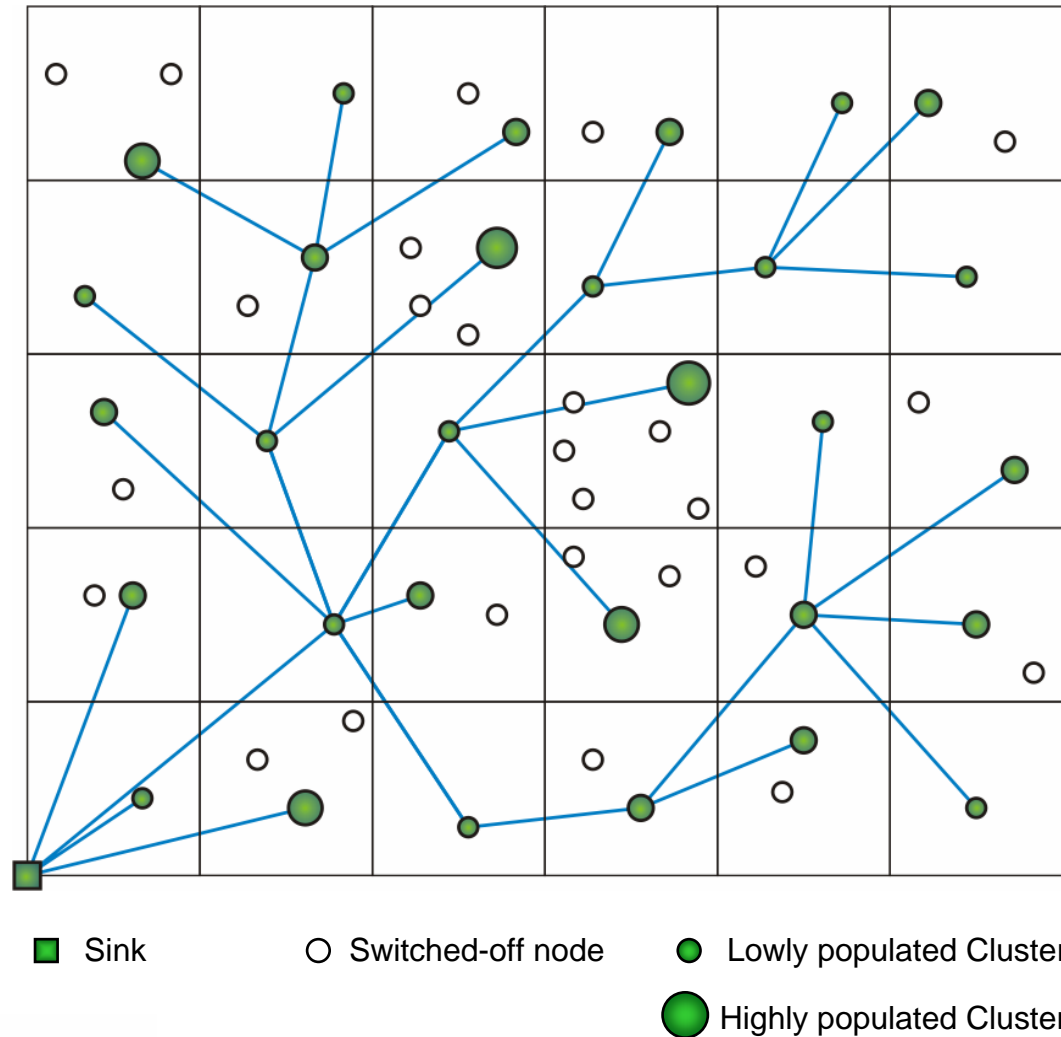 Sink
Switched-off node
Lowly populated Cluster
Highly populated Cluster